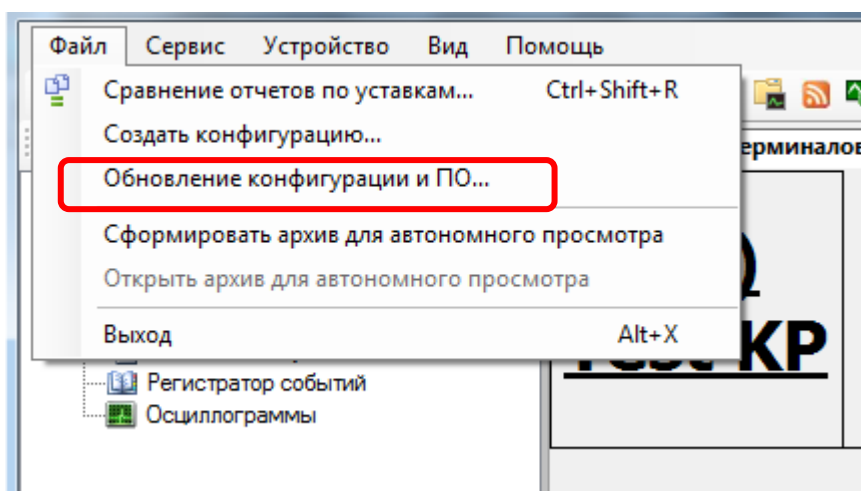 Файл Сервис Устройство Вид Помощь
Сравнение отчетов по уставкам... Ctrl+Shift+R
Создать конфигурацию...
Обновление конфигурации и ПО...
Сформировать архив для автономного просмотра
Открыть архив для автономного просмотра
Выход Alt+X
КР
Регистратор событий
Осциллограммы